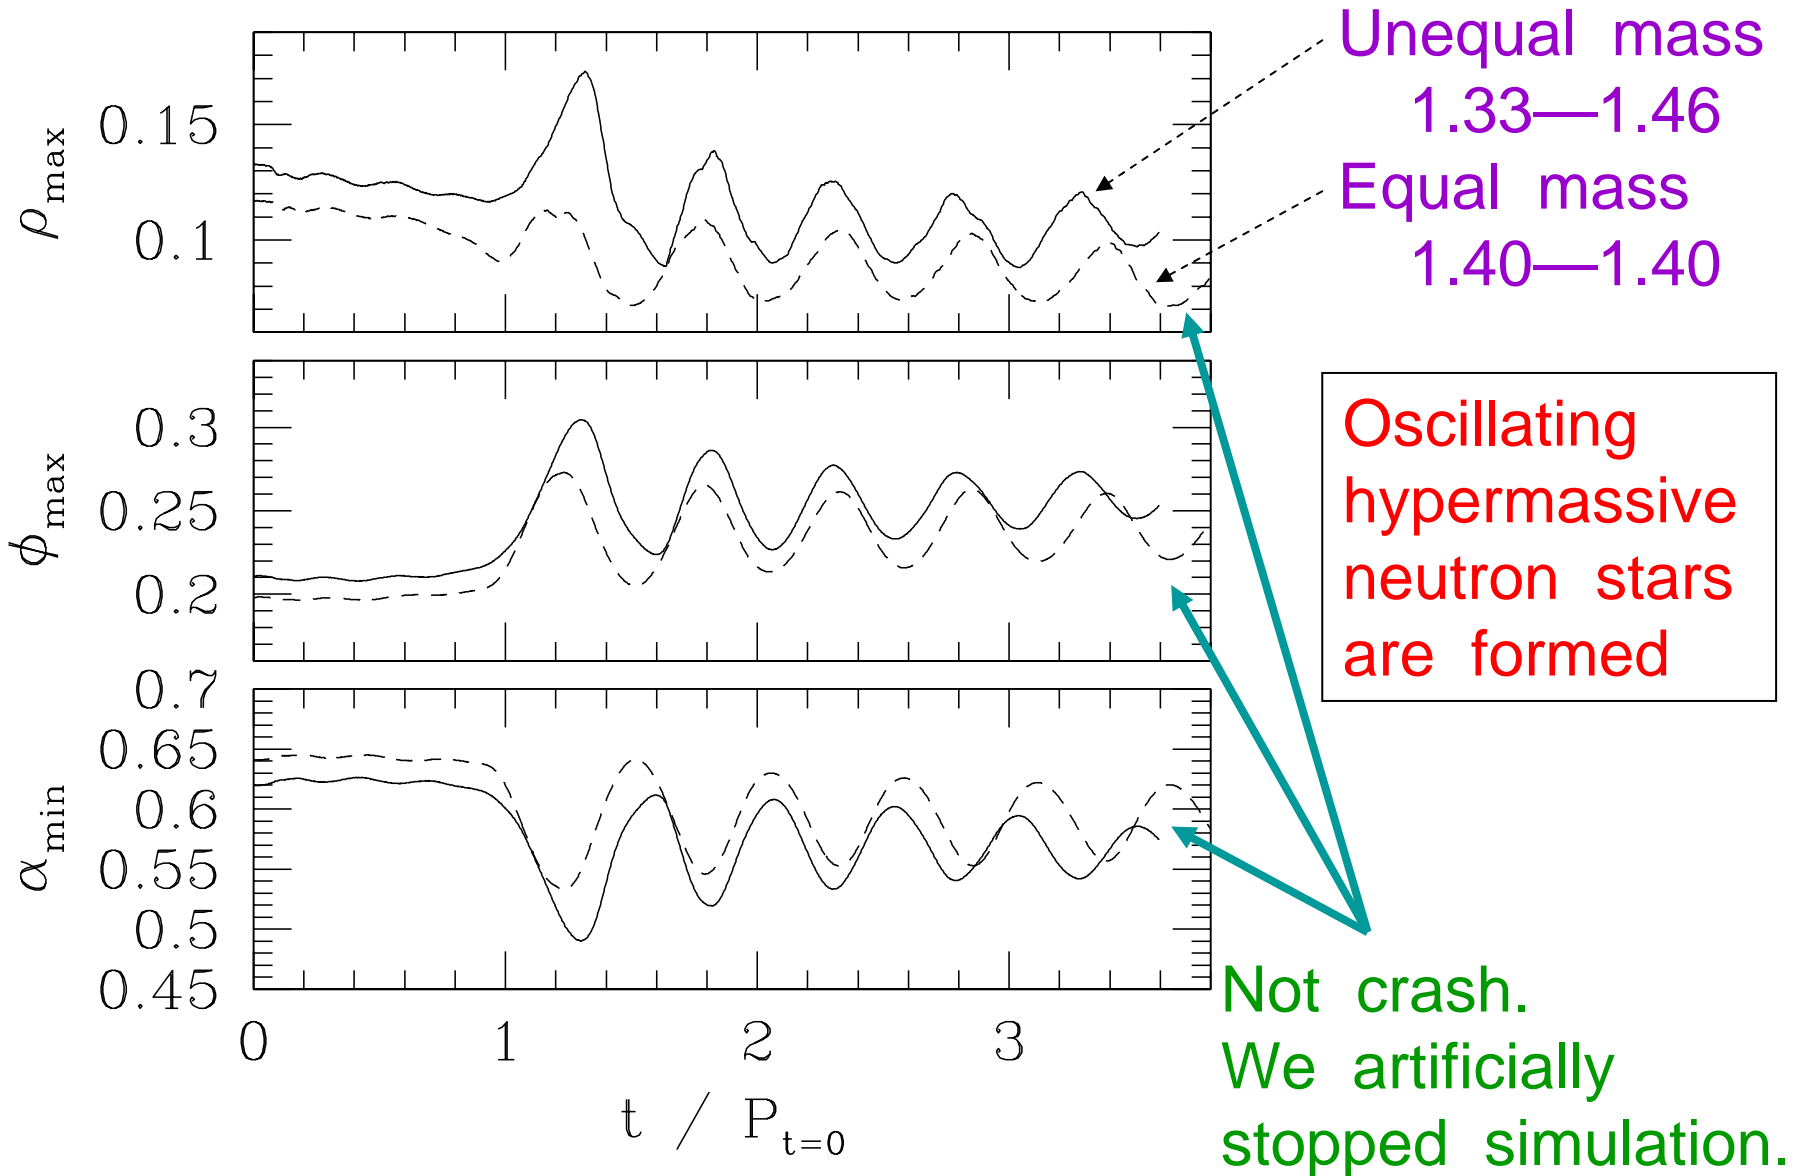 Unequal mass
1.33—1.46
Equal mass
1.40—1.40
ρmax
0.15
0.1
ϕmax
0.3
0.25
0.2
αmin
0.7
0.65
0.6
0.55
0.5
0.45
0 1 2 3
t / Pt=0
Oscillating
hypermassive
neutron stars
are formed
Not crash.
We artificially
stopped simulation.